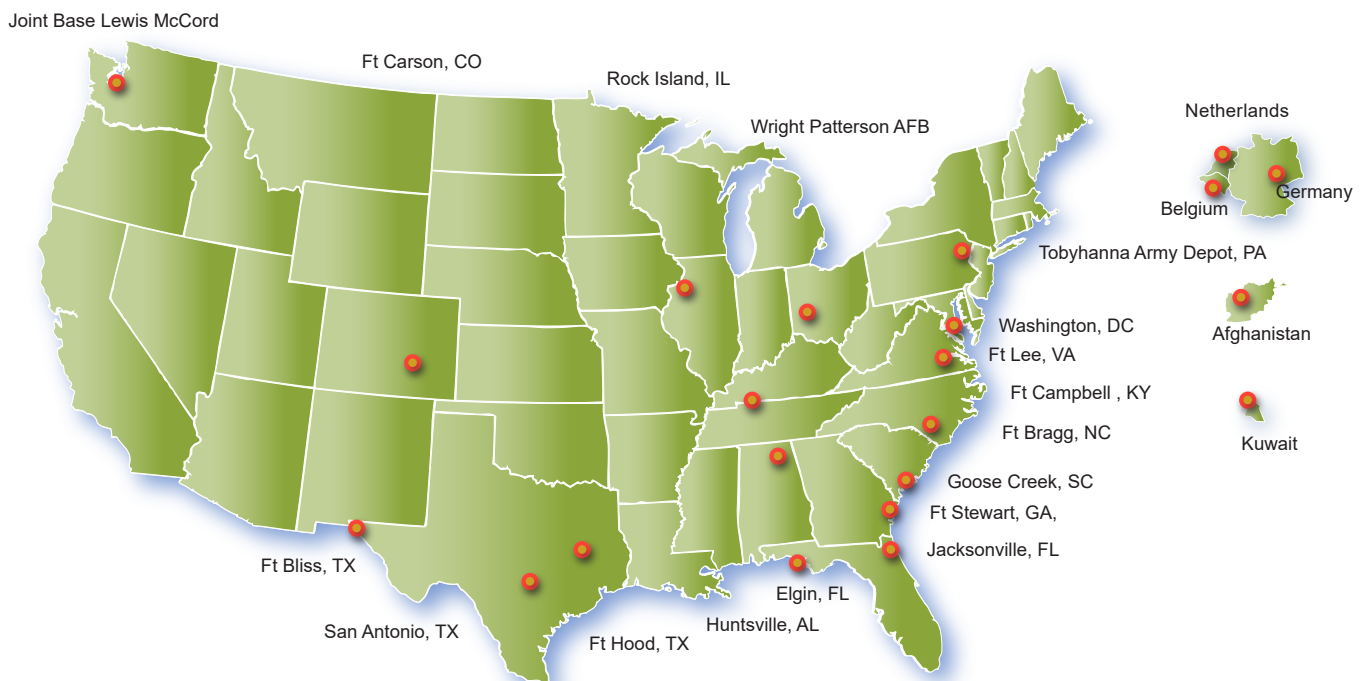 Joint Base Lewis McCord
Ft Carson, CO
Rock Island, IL
Wright Patterson AFB
Netherlands
Germany
Belgium
Tobyhanna Army Depot, PA
Washington, DC
Afghanistan
Ft Lee, VA
Ft Campbell , KY
Ft Bragg, NC
Kuwait
Goose Creek, SC
Ft Stewart, GA,
Jacksonville, FL
Ft Bliss, TX
Elgin, FL
Huntsville, AL
San Antonio, TX
Ft Hood, TX